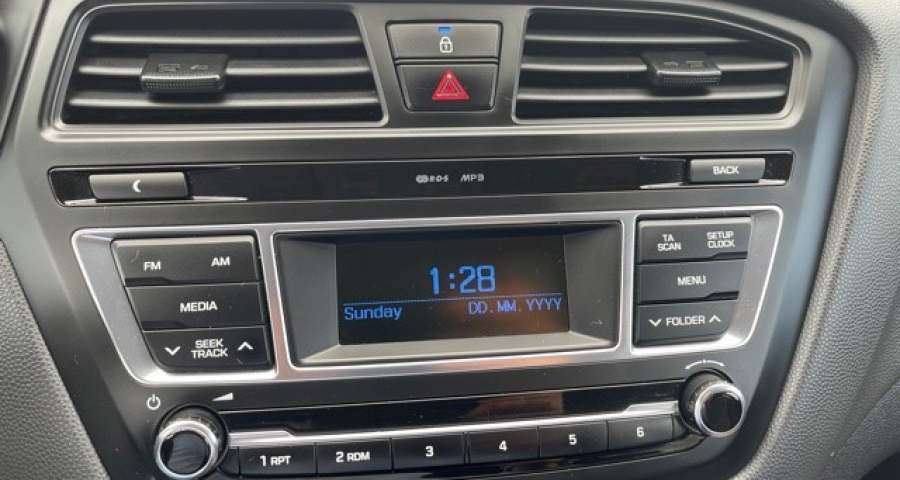 RDS MP3
BACK
FM AM
MEDIA
SEEK
TRACK
1:28
Sunday DD.MM.YYYY
TA
SCAN
SETUP
CLOCK
MENU
FOLDER
1 RPT 2 RDM 3 4 5 6